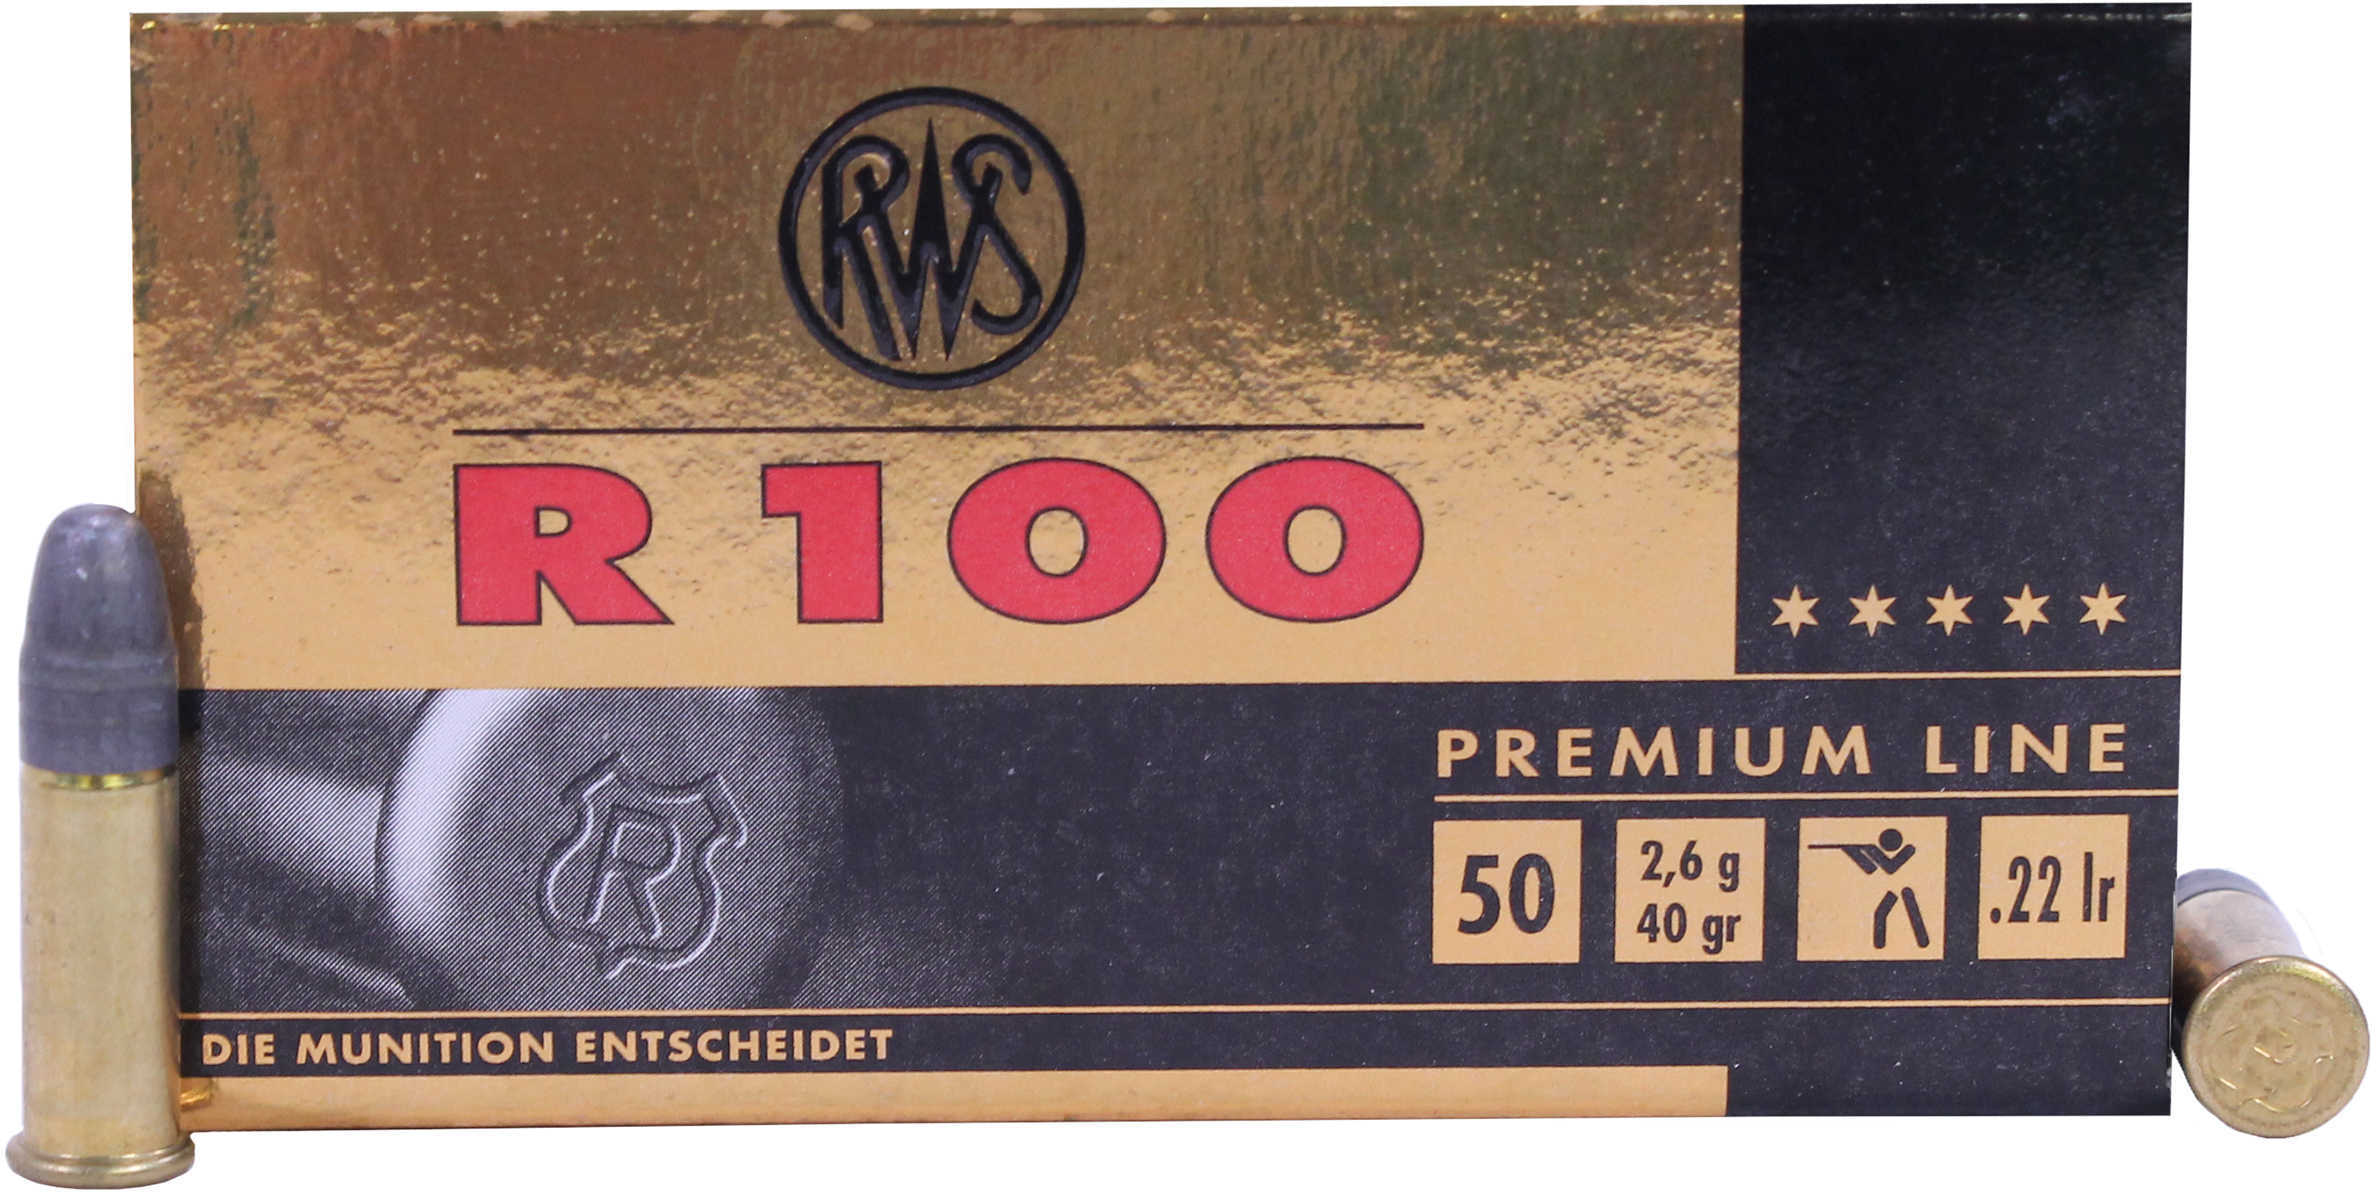 RWS
R 100
PREMIUM LINE
50
2,6 g
40 gr
.22 lr
R
DIE MUNITION ENTSCHEIDET
R